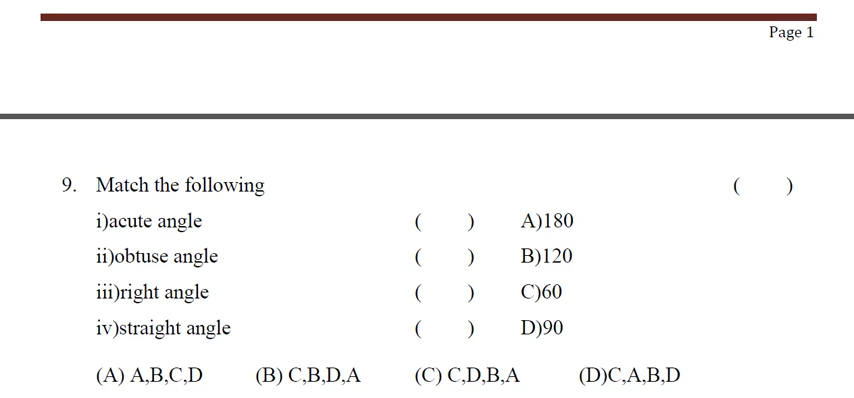 Page 1
9. Match the following ( )
i)acute angle ( ) A)180
ii)obtuse angle ( ) B)120
iii)right angle ( ) C)60
iv)straight angle ( ) D)90
(A) A,B,C,D (B) C,B,D,A (C) C,D,B,A (D)C,A,B,D